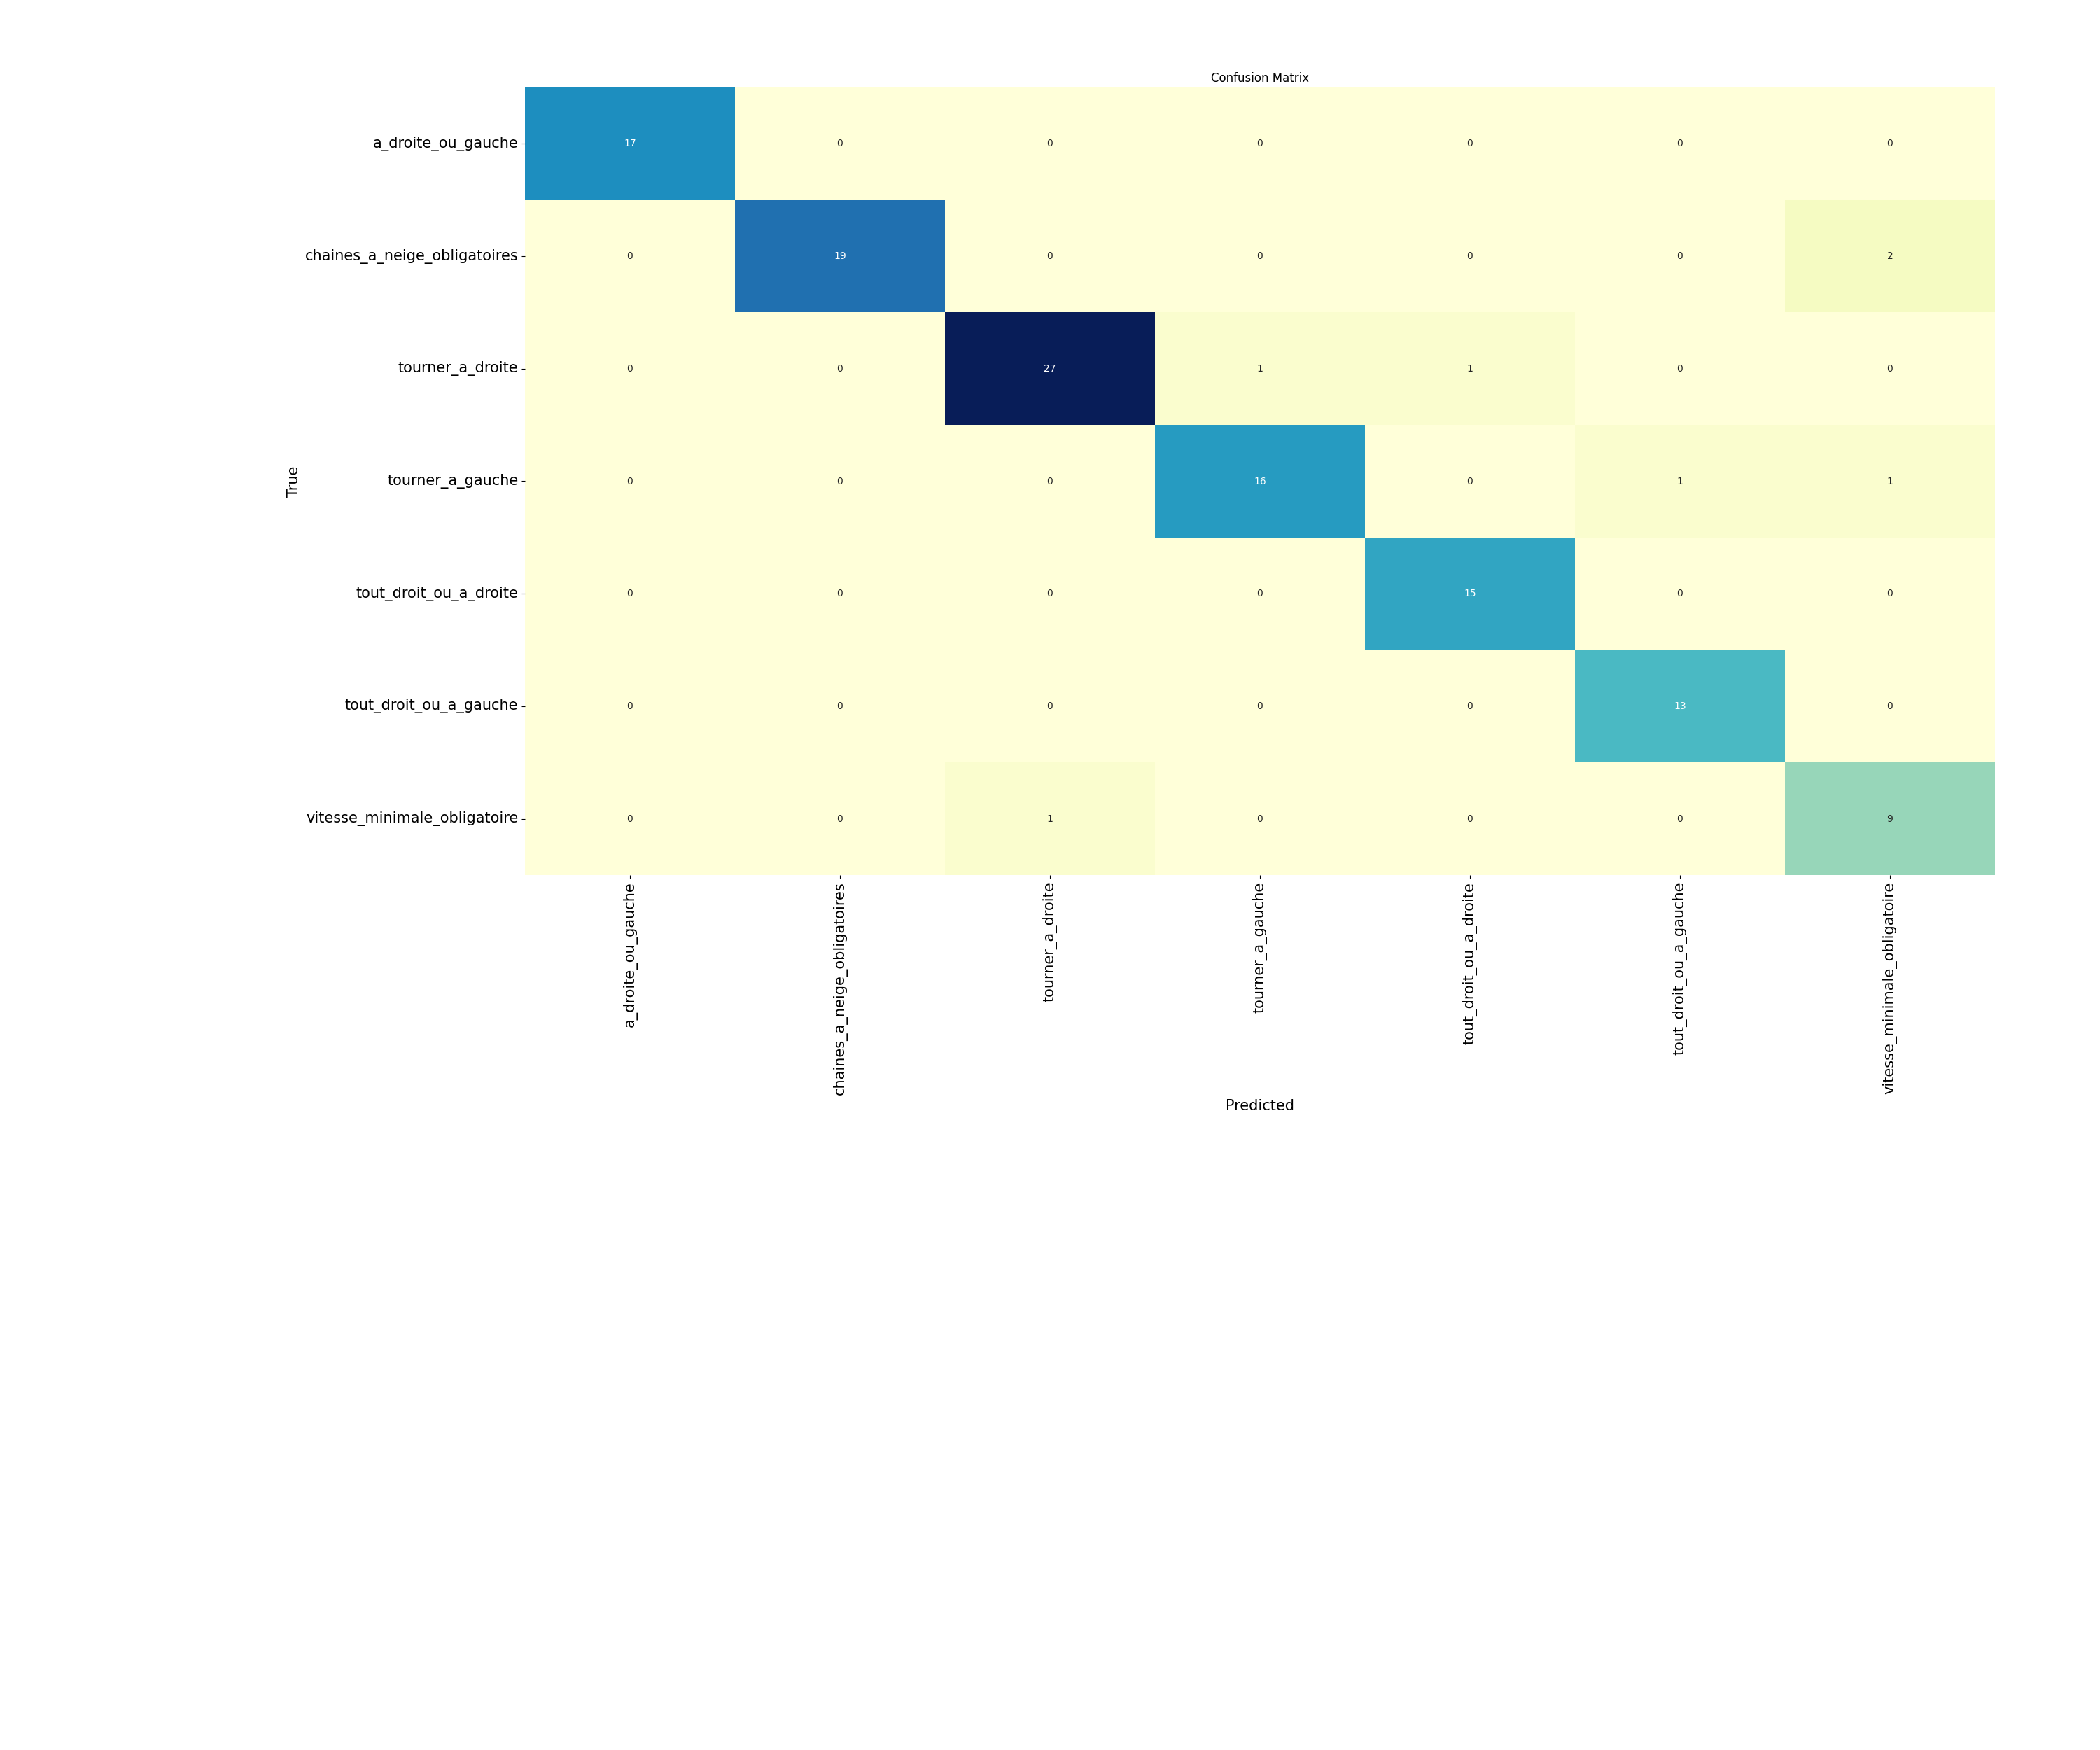 Confusion Matrix
a_droite_ou_gauche 17 0 0 0 0 0 0
chaines_a_neige_obligatoires 0 19 0 0 0 0 2
tourner_a_droite 0 0 27 1 1 0 0
True
tourner_a_gauche 0 0 0 16 0 1 1
tout_droit_ou_a_droite 0 0 0 0 15 0 0
tout_droit_ou_a_gauche 0 0 0 0 0 13 0
vitesse_minimale_obligatoire 0 0 1 0 0 0 9
a_droite_ou_gauche
chaines_a_neige_obligatoires
tourner_a_droite
tourner_a_gauche
tout_droit_ou_a_droite
tout_droit_ou_a_gauche
vitesse_minimale_obligatoire
Predicted